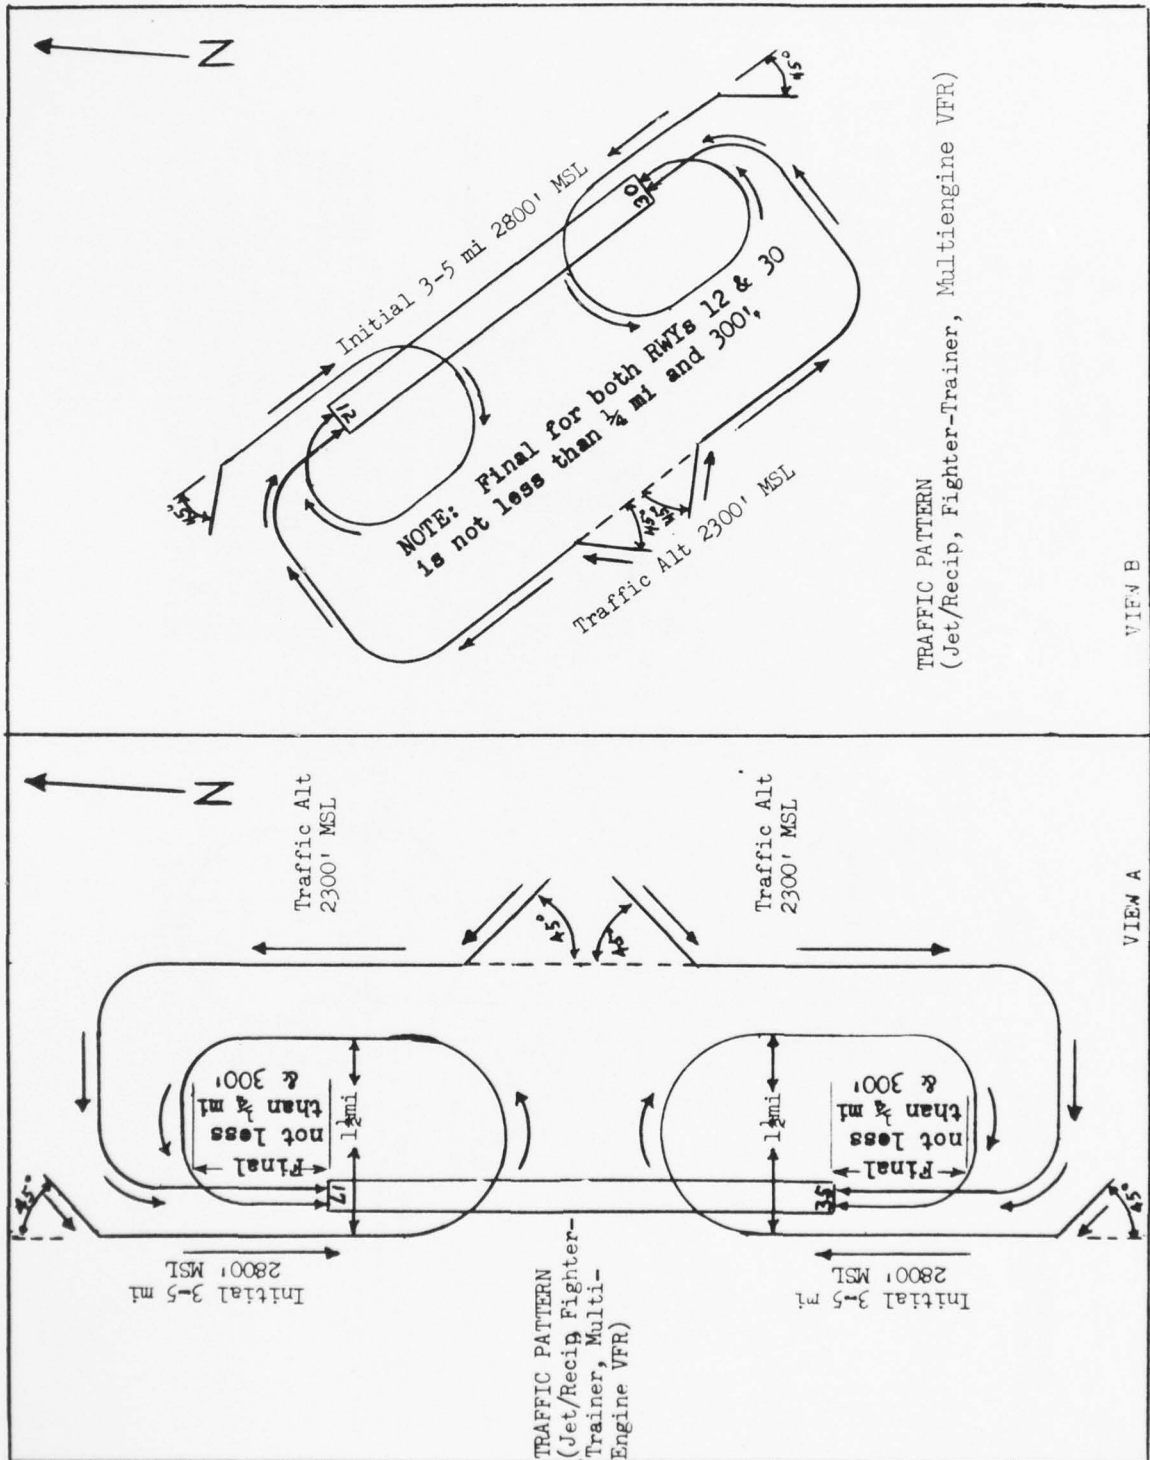 N
45°
Initial 3-5 mi 2800' MSL
12
30
NOTE: Final for both RWYs 12 & 30
is not less than ¼ mi and 300',
45°
45°
45°
Traffic Alt 2300' MSL
TRAFFIC PATTERN
(Jet/Recip, Fighter-Trainer, Multiengine VFR)
VIEW B
N
Traffic Alt
2300' MSL
Traffic Alt
2300' MSL
45°
45°
Final
not less
than ¼ mi
& 300'
1½mi
17
Final
not less
than ¼ mi
& 300'
1½mi
35
45°
45°
Initial 3-5 mi
2800' MSL
Initial 3-5 mi
2800' MSL
TRAFFIC PATTERN
(Jet/Recip, Fighter-
Trainer, Multi-
Engine VFR)
VIEW A